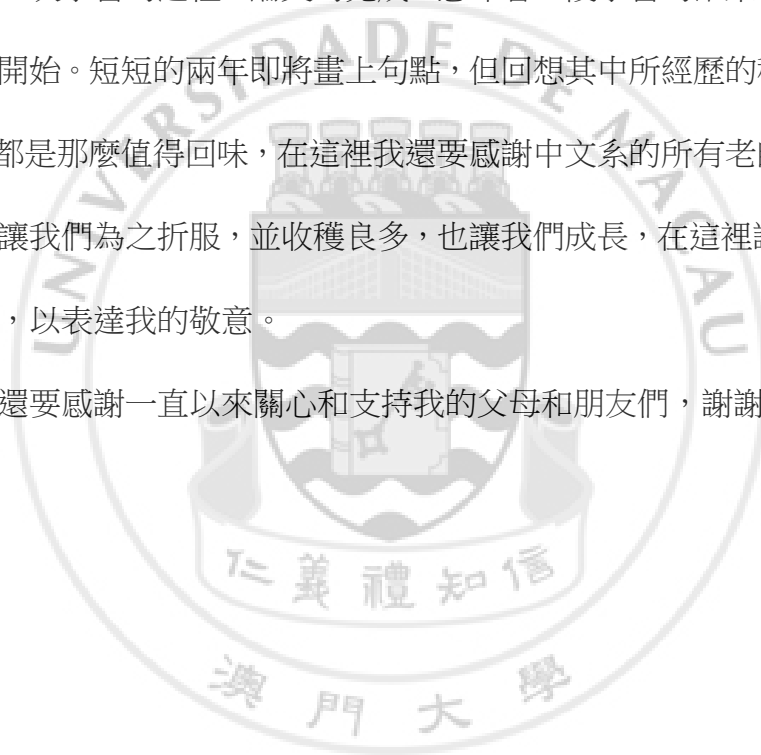 開始。短短的兩年即將畫上句點，但回想其中所經歷的
都是那麼值得回味，在這裡我還要感謝中文系的所有老
讓我們為之折服，並收穫良多，也讓我們成長，在這裡
，以表達我的敬意。
還要感謝一直以來關心和支持我的父母和朋友們，謝謝
UNIVERSIDADE DE MACAU
仁義禮知信
澳門大學